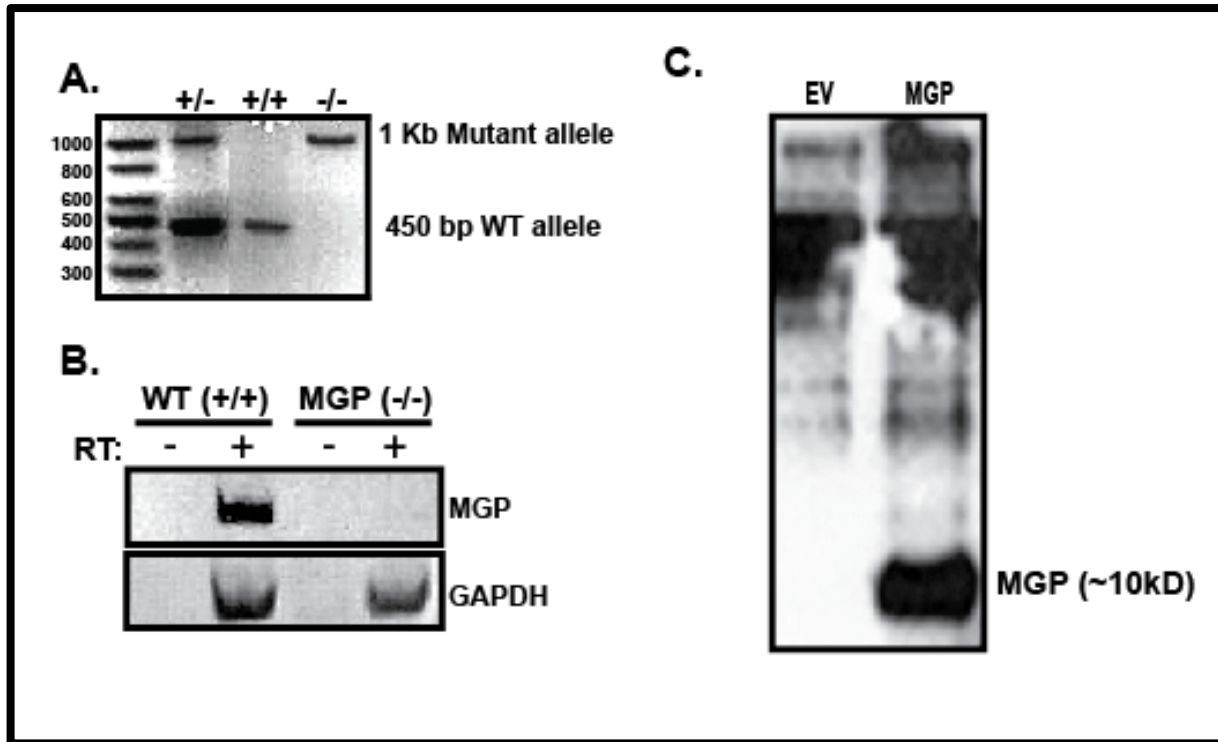 A.
+/- +/+ -/-
1000
800
600
500
400
300
1 Kb Mutant allele
450 bp WT allele
B.
WT (+/+) MGP (-/-)
RT: - + - +
MGP
GAPDH
C.
EV MGP
MGP (~10kD)